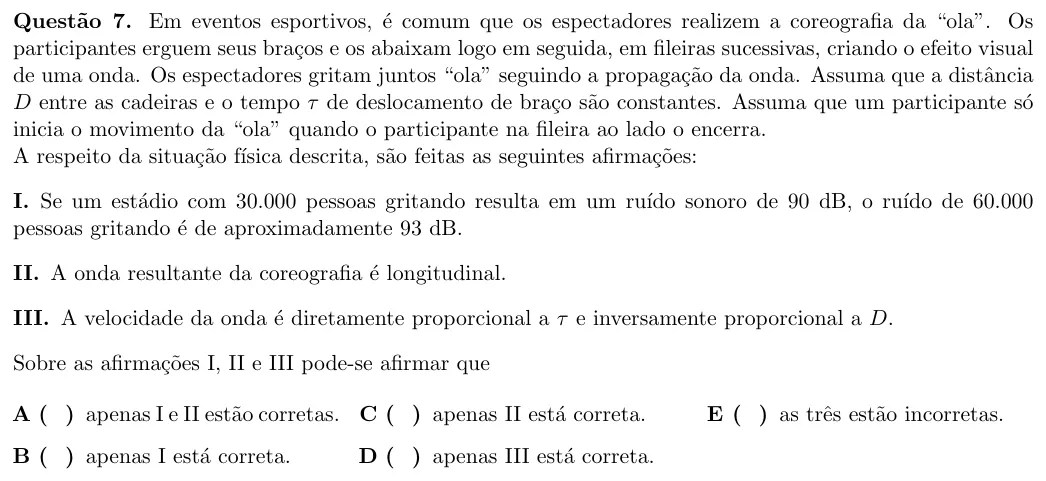 Questão 7. Em eventos esportivos, é comum que os espectadores realizem a coreografia da “ola”. Os
participantes erguem seus braços e os abaixam logo em seguida, em fileiras sucessivas, criando o efeito visual
de uma onda. Os espectadores gritam juntos “ola” seguindo a propagação da onda. Assuma que a distância
D entre as cadeiras e o tempo τ de deslocamento de braço são constantes. Assuma que um participante só
inicia o movimento da “ola” quando o participante na fileira ao lado o encerra.
A respeito da situação física descrita, são feitas as seguintes afirmações:
I. Se um estádio com 30.000 pessoas gritando resulta em um ruído sonoro de 90 dB, o ruído de 60.000
pessoas gritando é de aproximadamente 93 dB.
II. A onda resultante da coreografia é longitudinal.
III. A velocidade da onda é diretamente proporcional a τ e inversamente proporcional a D.
Sobre as afirmações I, II e III pode-se afirmar que
A ( ) apenas I e II estão corretas. C ( ) apenas II está correta. E ( ) as três estão incorretas.
B ( ) apenas I está correta. D ( ) apenas III está correta.